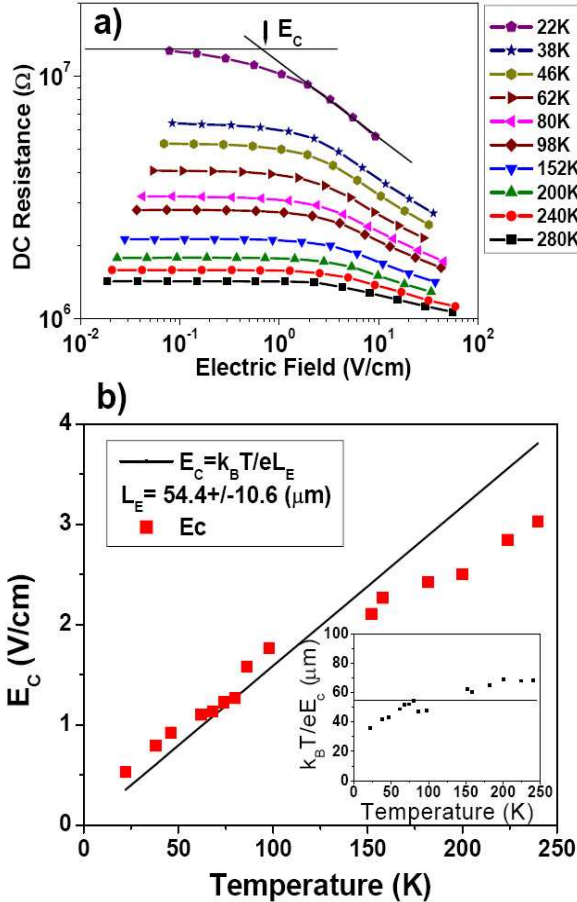 a)
E_C
DC Resistance (Ω)
10^7
10^6
10^-2
10^-1
10^0
10^1
10^2
Electric Field (V/cm)
22K
38K
46K
62K
80K
98K
152K
200K
240K
280K
b)
E_C=k_BT/eL_E
L_E= 54.4+/-10.6 (μm)
Ec
E_C (V/cm)
4
3
2
1
0
0
50
100
150
200
250
Temperature (K)
k_BT/eE_c (μm)
100
80
60
40
20
0
0
50
100
150
200
250
Temperature (K)